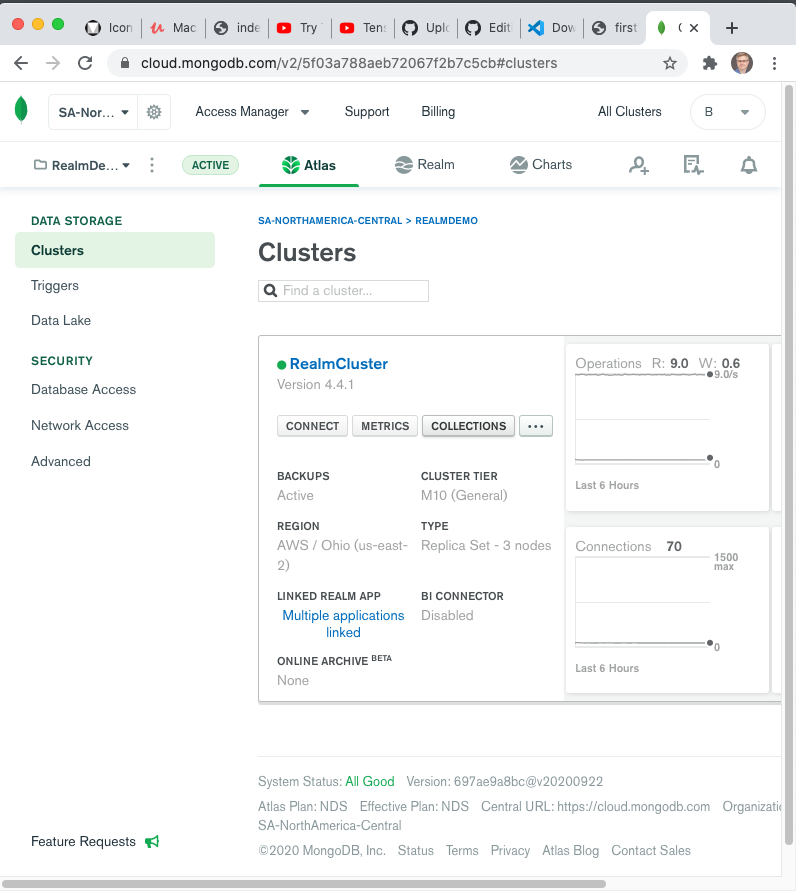 Icon Mac inde Try Tens Uplo Edit Dow first
cloud.mongodb.com/v2/5f03a788aeb72067f2b7c5cb#clusters
SA-Nor... Access Manager Support Billing All Clusters B
RealmDe... ACTIVE Atlas Realm Charts
DATA STORAGE
Clusters
Triggers
Data Lake
SECURITY
Database Access
Network Access
Advanced
Feature Requests
SA-NORTHAMERICA-CENTRAL > REALMDEMO
Clusters
Find a cluster...
RealmCluster
Version 4.4.1
CONNECT METRICS COLLECTIONS ...
BACKUPS
Active
CLUSTER TIER
M10 (General)
REGION
AWS / Ohio (us-east-
2)
TYPE
Replica Set - 3 nodes
LINKED REALM APP
Multiple applications
linked
BI CONNECTOR
Disabled
ONLINE ARCHIVE BETA
None
Operations R: 9.0 W: 0.6
9.0/s
0
Last 6 Hours
Connections 70
1500
max
0
Last 6 Hours
System Status: All Good Version: 697ae9a8bc@v20200922
Atlas Plan: NDS Effective Plan: NDS Central URL: https://cloud.mongodb.com Organizatio
SA-NorthAmerica-Central
©2020 MongoDB, Inc. Status Terms Privacy Atlas Blog Contact Sales